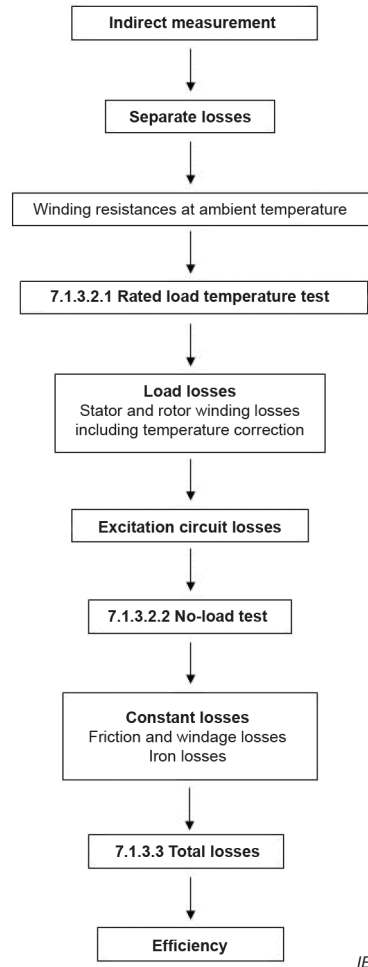 Indirect measurement
Separate losses
Winding resistances at ambient temperature
7.1.3.2.1 Rated load temperature test
Load losses
Stator and rotor winding losses
including temperature correction
Excitation circuit losses
7.1.3.2.2 No-load test
Constant losses
Friction and windage losses
Iron losses
7.1.3.3 Total losses
Efficiency